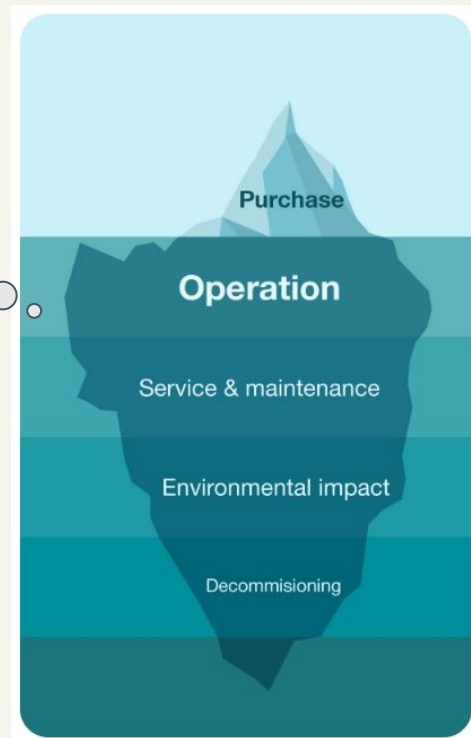 Purchase
Operation
Service & maintenance
Environmental impact
Decommisioning